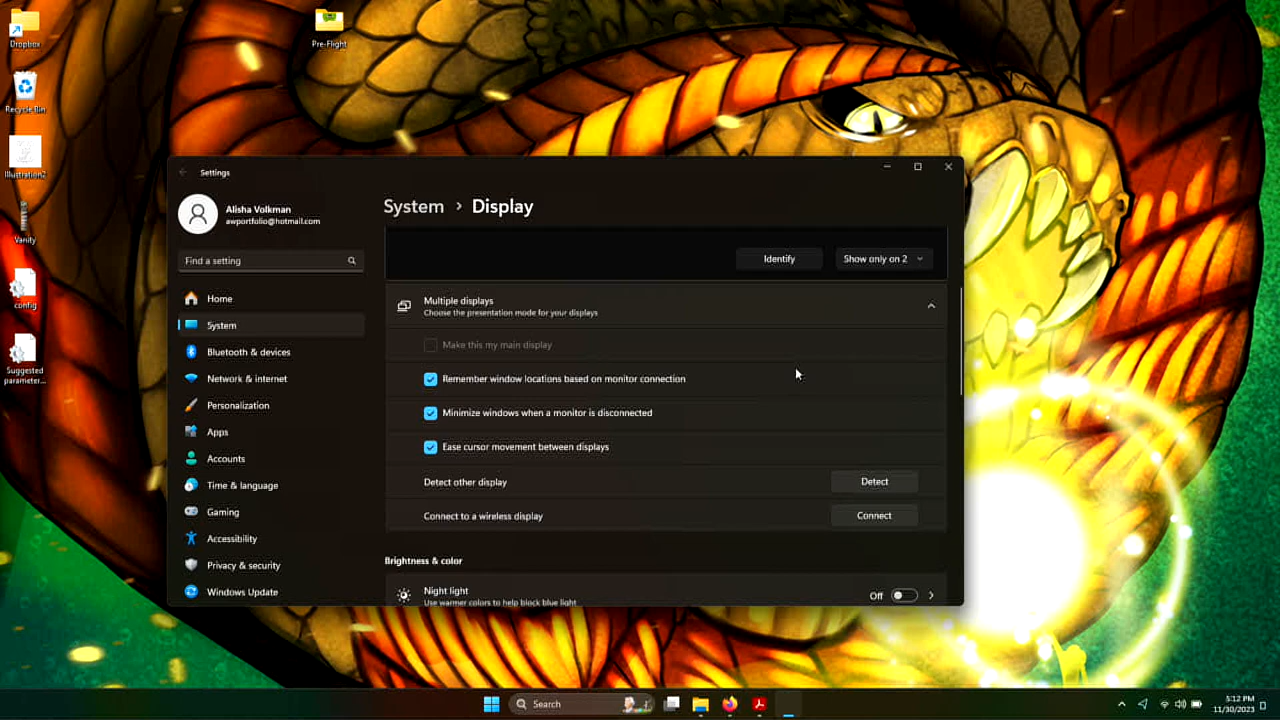 Dropbox
Pre-Flight
Recycle Bin
Illustration2
Vanity
config
Suggested
parameter...
Settings
Alisha Volkman
awportfolio@hotmail.com
Find a setting
Home
System
Bluetooth & devices
Network & internet
Personalization
Apps
Accounts
Time & language
Gaming
Accessibility
Privacy & security
Windows Update
System > Display
Identify
Show only on 2
Multiple displays
Choose the presentation mode for your displays
Make this my main display
Remember window locations based on monitor connection
Minimize windows when a monitor is disconnected
Ease cursor movement between displays
Detect other display
Detect
Connect to a wireless display
Connect
Brightness & color
Night light
Off
Use warmer colors to help block blue light
Search
5:12 PM
11/30/2023